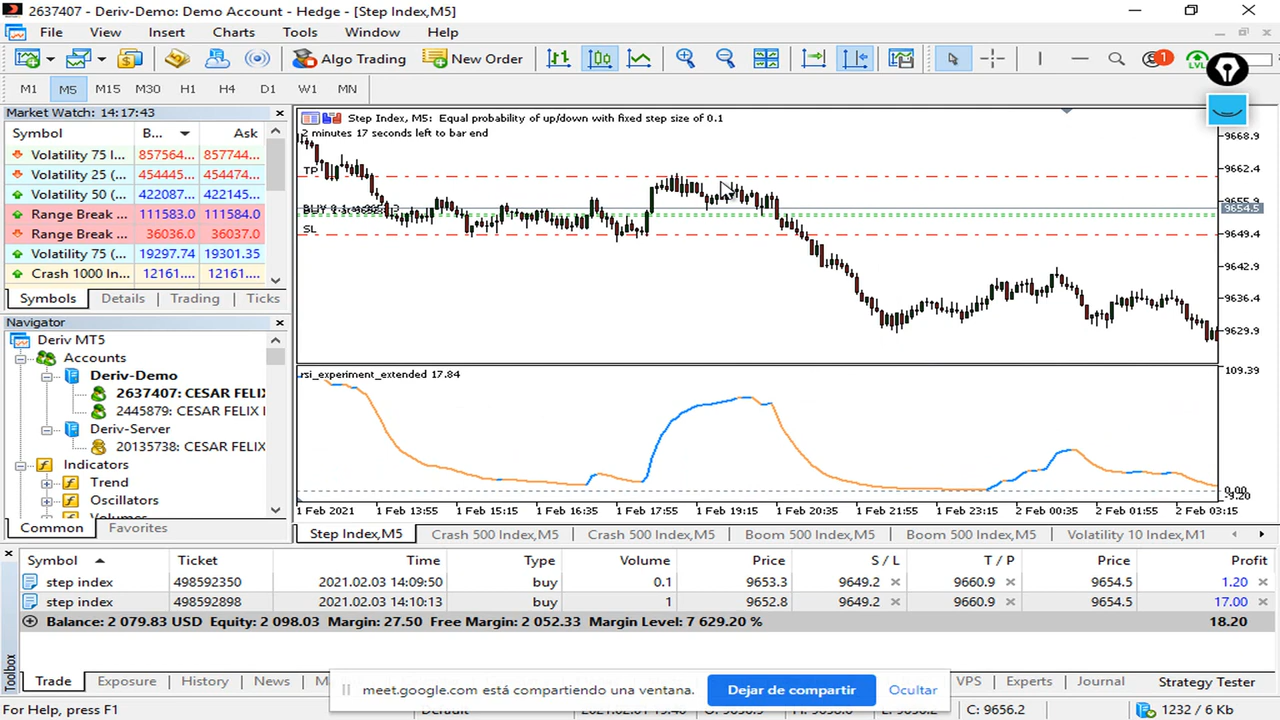 2637407 - Deriv-Demo: Demo Account - Hedge - [Step Index,M5]
File View Insert Charts Tools Window Help
Algo Trading New Order 1 LVL
M1 M5 M15 M30 H1 H4 D1 W1 MN
Market Watch: 14:17:43
Symbol B... Ask
Volatility 75 I... 857564... 857744...
Volatility 25 (... 454445... 454474...
Volatility 50 (... 422087... 422145...
Range Break ... 111583.0 111584.0
Range Break ... 36036.0 36037.0
Volatility 75 (... 19297.74 19301.35
Crash 1000 In... 12161.... 12161....
Symbols Details Trading Ticks
Navigator
Deriv MT5
Accounts
Deriv-Demo
2637407: CESAR FELIX
2445879: CESAR FELIX I
Deriv-Server
20135738: CESAR FELIX
Indicators
Trend
Oscillators
Volumes
Common Favorites
Step Index, M5: Equal probability of up/down with fixed step size of 0.1
2 minutes 17 seconds left to bar end
TP
SL
9668.9
9662.4
9655.9
9654.5
9649.4
9642.9
9636.4
9629.9
rsi_experiment_extended 17.84
109.39
0.00
-9.20
1 Feb 2021 1 Feb 13:55 1 Feb 15:15 1 Feb 16:35 1 Feb 17:55 1 Feb 19:15 1 Feb 20:35 1 Feb 21:55 1 Feb 23:15 2 Feb 00:35 2 Feb 01:55 2 Feb 03:15
Step Index,M5 Crash 500 Index,M5 Crash 500 Index,M5 Boom 500 Index,M5 Boom 500 Index,M5 Volatility 10 Index,M1
Symbol Ticket Time Type Volume Price S / L T / P Price Profit
step index 498592350 2021.02.03 14:09:50 buy 0.1 9653.3 9649.2 9660.9 9654.5 1.20
step index 498592898 2021.02.03 14:10:13 buy 1 9652.8 9649.2 9660.9 9654.5 17.00
Balance: 2 079.83 USD Equity: 2 098.03 Margin: 27.50 Free Margin: 2 052.33 Margin Level: 7 629.20 % 18.20
Toolbox
Trade Exposure History News VPS Experts Journal Strategy Tester
meet.google.com está compartiendo una ventana. Dejar de compartir Ocultar
For Help, press F1 Default C: 9656.2 1232 / 6 Kb